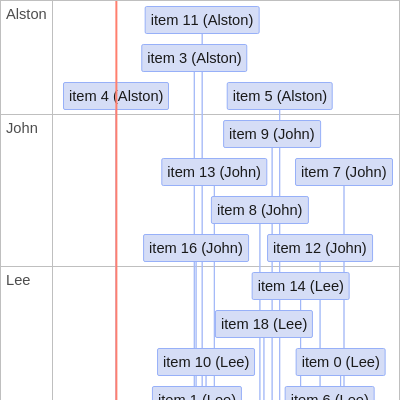 Alston
item 11 (Alston)
item 3 (Alston)
item 4 (Alston)
item 5 (Alston)
John
item 9 (John)
item 13 (John)
item 7 (John)
item 8 (John)
item 16 (John)
item 12 (John)
Lee
item 14 (Lee)
item 18 (Lee)
item 10 (Lee)
item 0 (Lee)
item 1 (Lee)
item 6 (Lee)